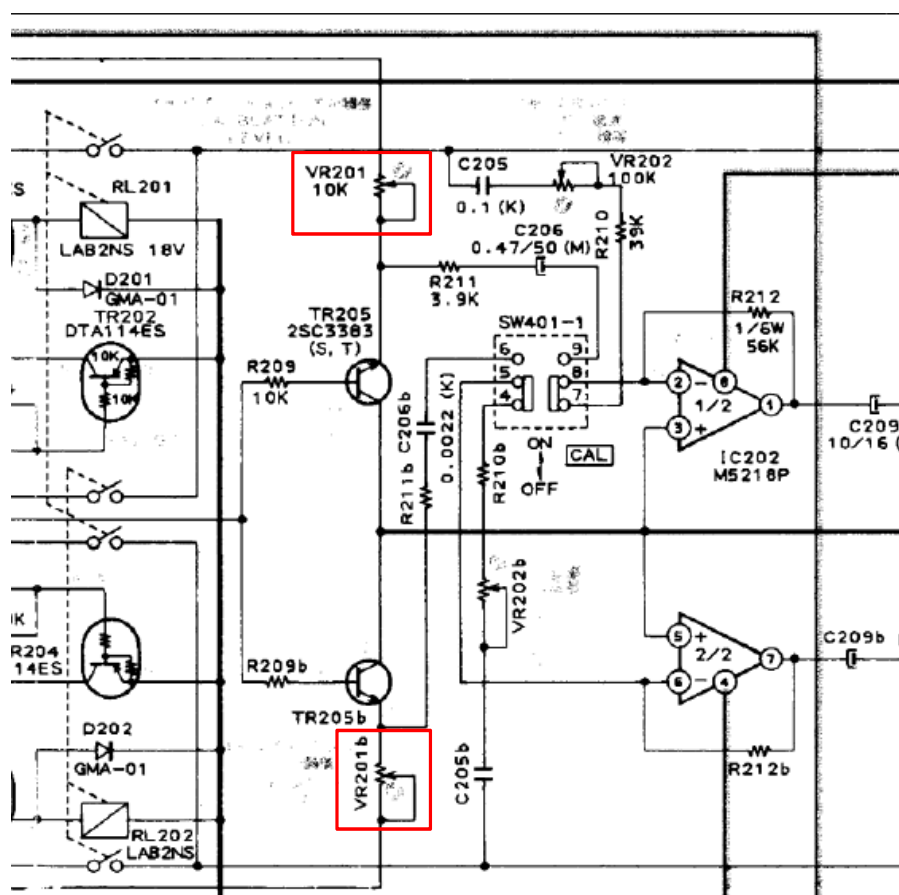 VR201
10K
C205
0.1 (K)
VR202
100K
RL201
LAB2NS 18V
R210
39K
C206
0.47/50 (M)
D201
GMA-01
TR202
DTA114ES
10K
10K
R211
3.9K
TR205
2SC3383
(S, T)
SW401-1
6
9
5
8
4
7
R212
1/6W
56K
R209
10K
C206b
0.0022 (K)
R211b
R210b
ON
OFF
CAL
2
-
8
1/2
1
3
+
IC202
M5218P
C209
10/16 (
VR202b
5
+
2/2
7
6
-
4
C209b
R212b
R204
14ES
R209b
TR205b
D202
GMA-01
VR201b
C205b
RL202
LAB2NS